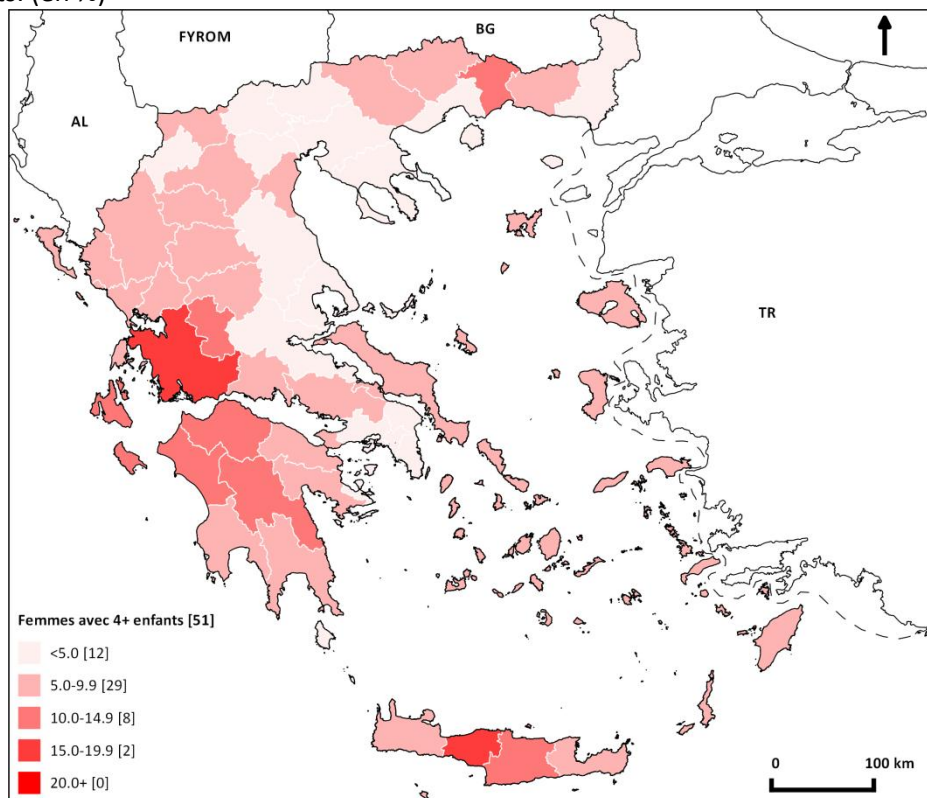 FYROM
BG
AL
TR
Femmes avec 4+ enfants [51]
<5.0 [12]
5.0-9.9 [29]
10.0-14.9 [8]
15.0-19.9 [2]
20.0+ [0]
0 100 km